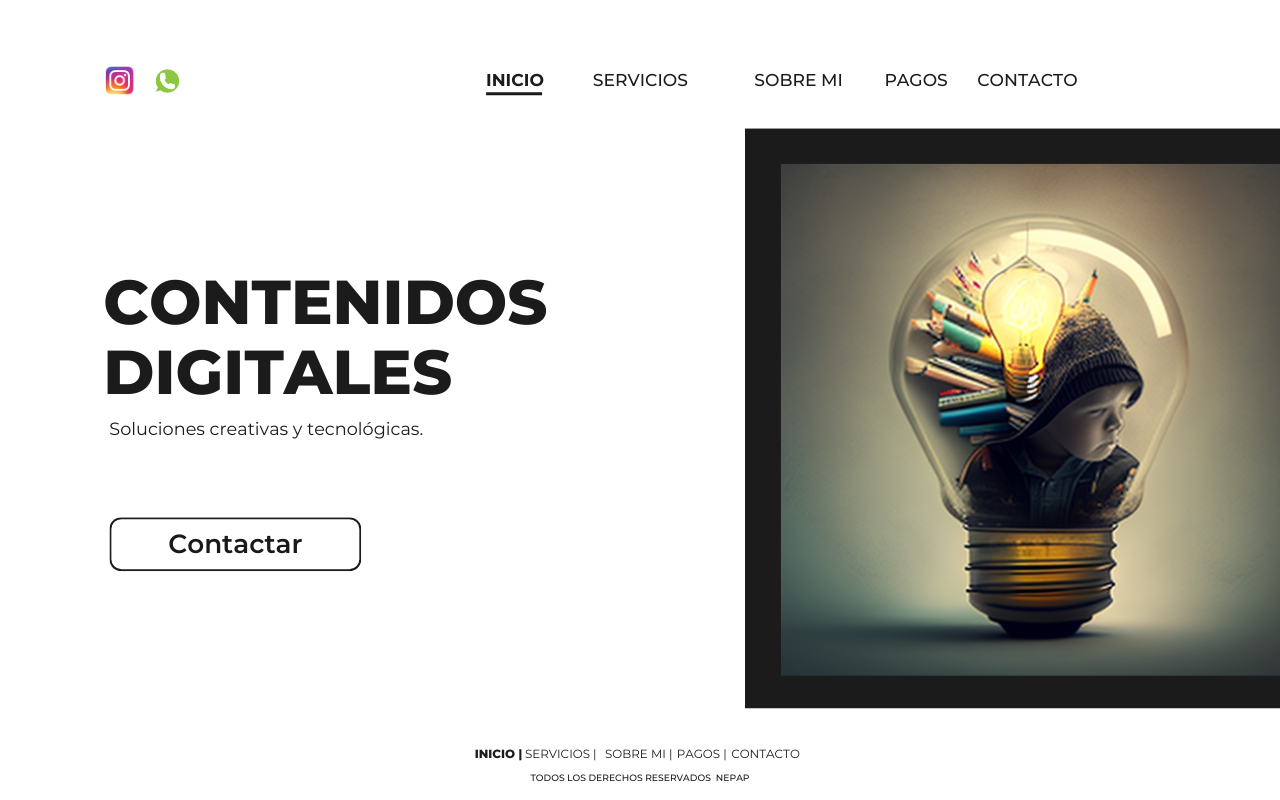 INICIO SERVICIOS SOBRE MI PAGOS CONTACTO
CONTENIDOS
DIGITALES
Soluciones creativas y tecnológicas.
Contactar
INICIO | SERVICIOS | SOBRE MI | PAGOS | CONTACTO
TODOS LOS DERECHOS RESERVADOS NEPAP